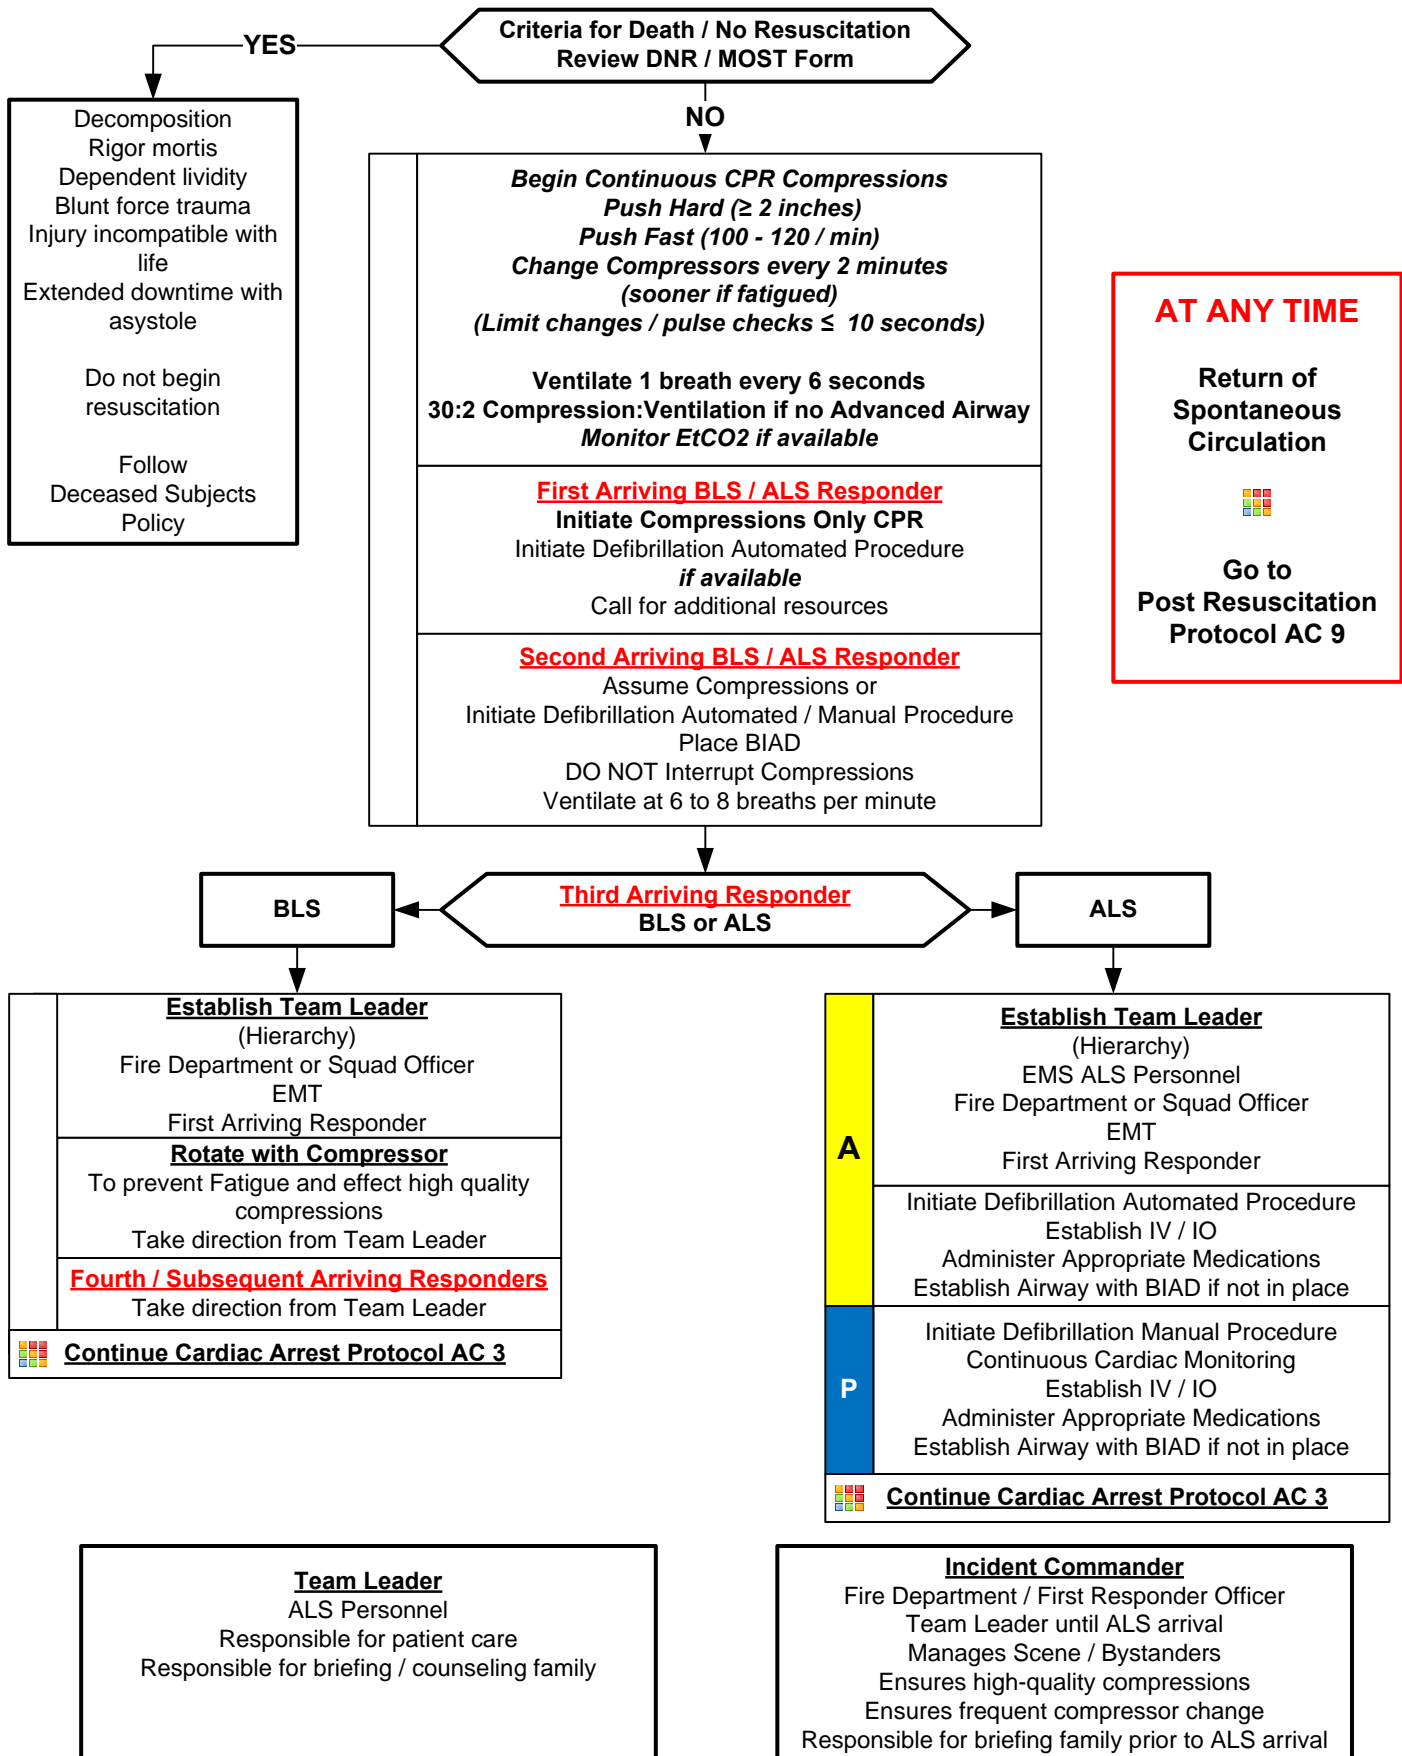 Criteria for Death / No Resuscitation
Review DNR / MOST Form
YES
NO
Decomposition
Rigor mortis
Dependent lividity
Blunt force trauma
Injury incompatible with
life
Extended downtime with
asystole
Do not begin
resuscitation
Follow
Deceased Subjects
Policy
Begin Continuous CPR Compressions
Push Hard (≥ 2 inches)
Push Fast (100 - 120 / min)
Change Compressors every 2 minutes
(sooner if fatigued)
(Limit changes / pulse checks ≤ 10 seconds)
Ventilate 1 breath every 6 seconds
30:2 Compression:Ventilation if no Advanced Airway
Monitor EtCO2 if available
First Arriving BLS / ALS Responder
Initiate Compressions Only CPR
Initiate Defibrillation Automated Procedure
if available
Call for additional resources
Second Arriving BLS / ALS Responder
Assume Compressions or
Initiate Defibrillation Automated / Manual Procedure
Place BIAD
DO NOT Interrupt Compressions
Ventilate at 6 to 8 breaths per minute
AT ANY TIME
Return of
Spontaneous
Circulation
Go to
Post Resuscitation
Protocol AC 9
BLS
Third Arriving Responder
BLS or ALS
ALS
Establish Team Leader
(Hierarchy)
Fire Department or Squad Officer
EMT
First Arriving Responder
Rotate with Compressor
To prevent Fatigue and effect high quality
compressions
Take direction from Team Leader
Fourth / Subsequent Arriving Responders
Take direction from Team Leader
Continue Cardiac Arrest Protocol AC 3
A
Establish Team Leader
(Hierarchy)
EMS ALS Personnel
Fire Department or Squad Officer
EMT
First Arriving Responder
Initiate Defibrillation Automated Procedure
Establish IV / IO
Administer Appropriate Medications
Establish Airway with BIAD if not in place
P
Initiate Defibrillation Manual Procedure
Continuous Cardiac Monitoring
Establish IV / IO
Administer Appropriate Medications
Establish Airway with BIAD if not in place
Continue Cardiac Arrest Protocol AC 3
Team Leader
ALS Personnel
Responsible for patient care
Responsible for briefing / counseling family
Incident Commander
Fire Department / First Responder Officer
Team Leader until ALS arrival
Manages Scene / Bystanders
Ensures high-quality compressions
Ensures frequent compressor change
Responsible for briefing family prior to ALS arrival